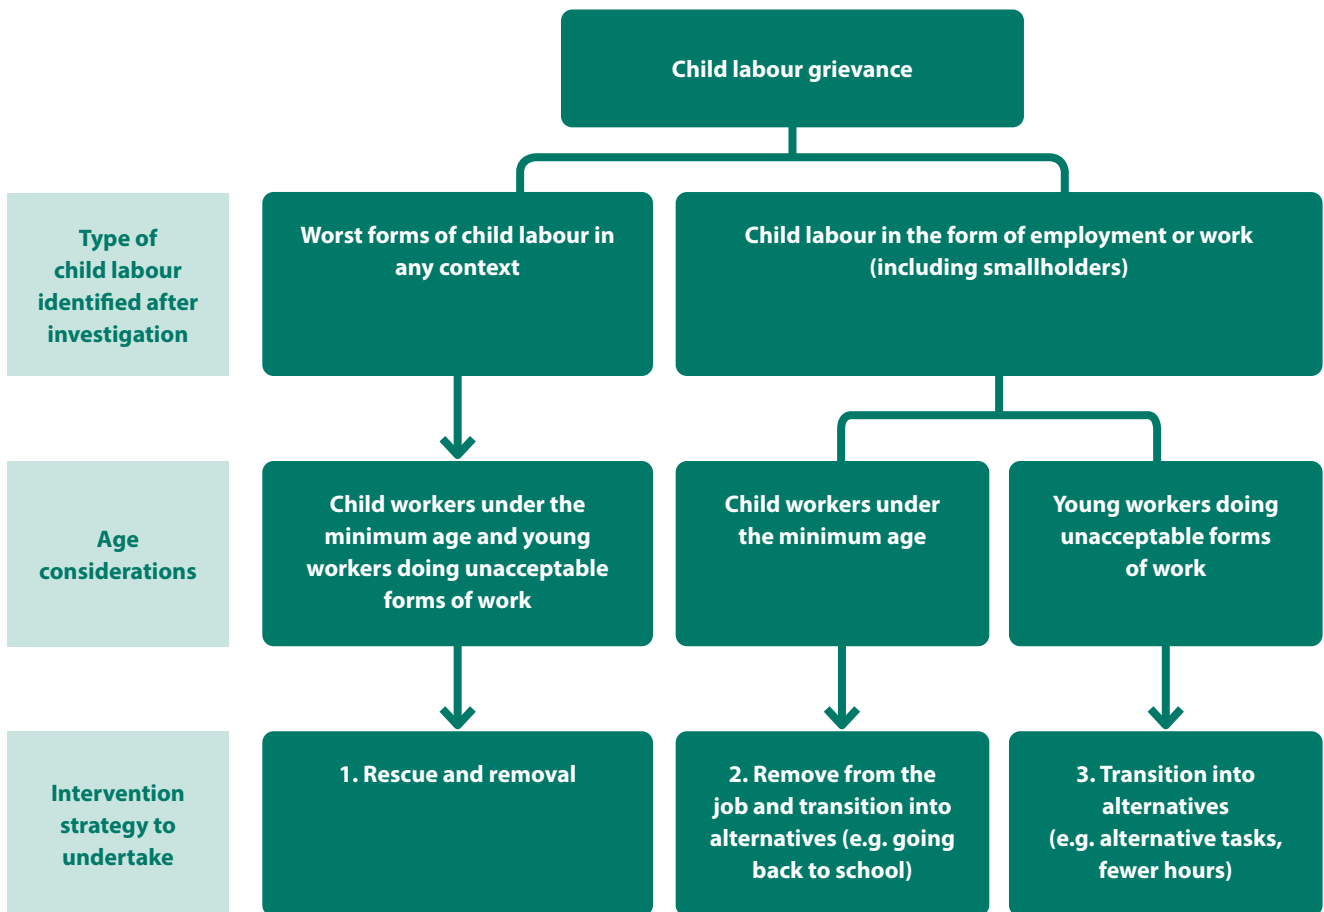 Child labour grievance
Type of
child labour
identified after
investigation
Worst forms of child labour in
any context
Child labour in the form of employment or work
(including smallholders)
Age
considerations
Child workers under the
minimum age and young
workers doing unacceptable
forms of work
Child workers under
the minimum age
Young workers doing
unacceptable forms
of work
Intervention
strategy to
undertake
1. Rescue and removal
2. Remove from the
job and transition into
alternatives (e.g. going
back to school)
3. Transition into
alternatives
(e.g. alternative tasks,
fewer hours)